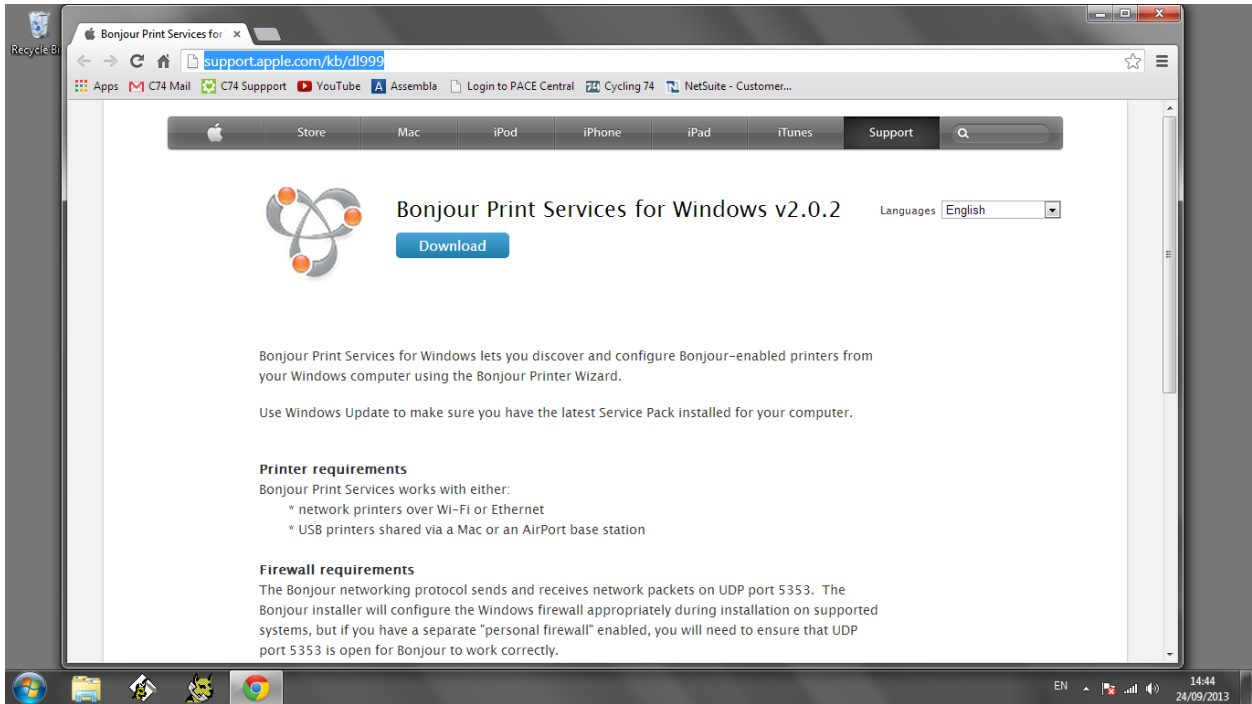 Recycle Bi
Bonjour Print Services for
support.apple.com/kb/dl999
Apps C74 Mail C74 Suppport YouTube Assembla Login to PACE Central Cycling 74 NetSuite - Customer...
Store Mac iPod iPhone iPad iTunes Support
Bonjour Print Services for Windows v2.0.2
Languages English
Download
Bonjour Print Services for Windows lets you discover and configure Bonjour-enabled printers from
your Windows computer using the Bonjour Printer Wizard.
Use Windows Update to make sure you have the latest Service Pack installed for your computer.
Printer requirements
Bonjour Print Services works with either:
* network printers over Wi-Fi or Ethernet
* USB printers shared via a Mac or an AirPort base station
Firewall requirements
The Bonjour networking protocol sends and receives network packets on UDP port 5353. The
Bonjour installer will configure the Windows firewall appropriately during installation on supported
systems, but if you have a separate "personal firewall" enabled, you will need to ensure that UDP
port 5353 is open for Bonjour to work correctly.
EN
14:44
24/09/2013